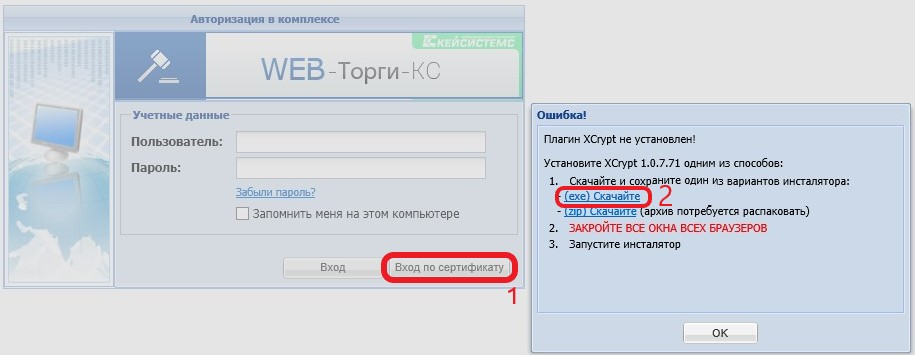 Авторизация в комплексе
КЕЙСИСТЕМС
WEB-Торги-КС
Учетные данные
Пользователь:
Пароль:
Забыли пароль?
Запомнить меня на этом компьютере
Вход
Вход по сертификату
1
Ошибка!
Плагин XCrypt не установлен!
Установите XCrypt 1.0.7.71 одним из способов:
1. Скачайте и сохраните один из вариантов инсталятора:
- (exe) Скачайте
2
- (zip) Скачайте (архив потребуется распаковать)
2. ЗАКРОЙТЕ ВСЕ ОКНА ВСЕХ БРАУЗЕРОВ
3. Запустите инсталятор
OK